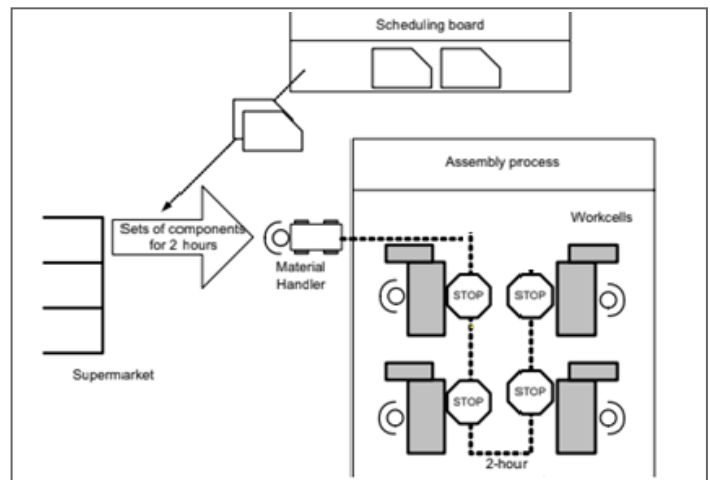 Scheduling board
Assembly process
Workcells
Sets of components
for 2 hours
Material
Handler
STOP
STOP
Supermarket
STOP
STOP
2-hour